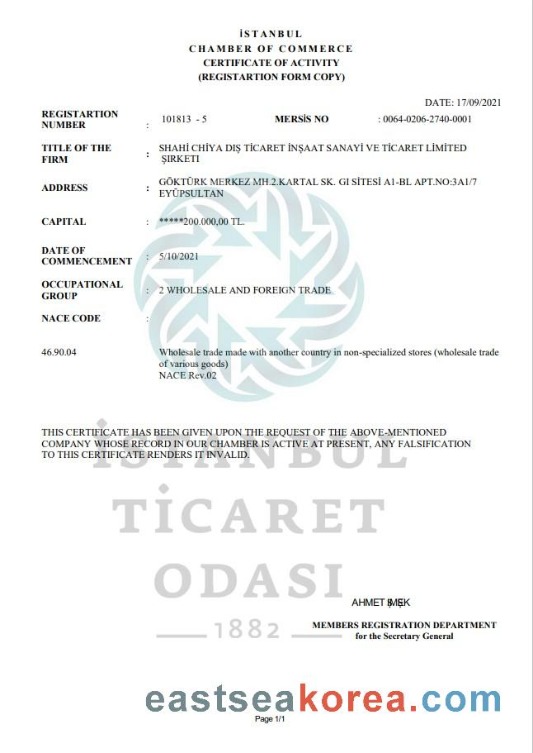 İSTANBUL
CHAMBER OF COMMERCE
CERTIFICATE OF ACTIVITY
(REGISTARTION FORM COPY)
DATE: 17/09/2021
REGISTARTION NUMBER : 101813 - 5 MERSİS NO : 0064-0206-2740-0001
TITLE OF THE FIRM : SHAHİ CHİYA DIŞ TİCARET İNŞAAT SANAYİ VE TİCARET LİMİTED
ŞIRKETI
ADDRESS : GÖKTÜRK MERKEZ MH.2.KARTAL SK. GI SİTESİ A1-BL APT.NO:3A1/7
EYÜPSULTAN
CAPITAL : *****200.000,00 TL.
DATE OF COMMENCEMENT : 5/10/2021
OCCUPATIONAL GROUP : 2 WHOLESALE AND FOREIGN TRADE
NACE CODE :
46.90.04 Wholesale trade made with another country in non-specialized stores (wholesale trade
of various goods)
NACE Rev.02
THIS CERTIFICATE HAS BEEN GIVEN UPON THE REQUEST OF THE ABOVE-MENTIONED
COMPANY WHOSE RECORD IN OUR CHAMBER IS ACTIVE AT PRESENT, ANY FALSIFICATION
TO THIS CERTIFICATE RENDERS IT INVALID.
İSTANBUL
TİCARET
ODASI
1882
AHMET
MEMBERS REGISTRATION DEPARTMENT
for the Secretary General
eastseakorea.com
Page 1/1